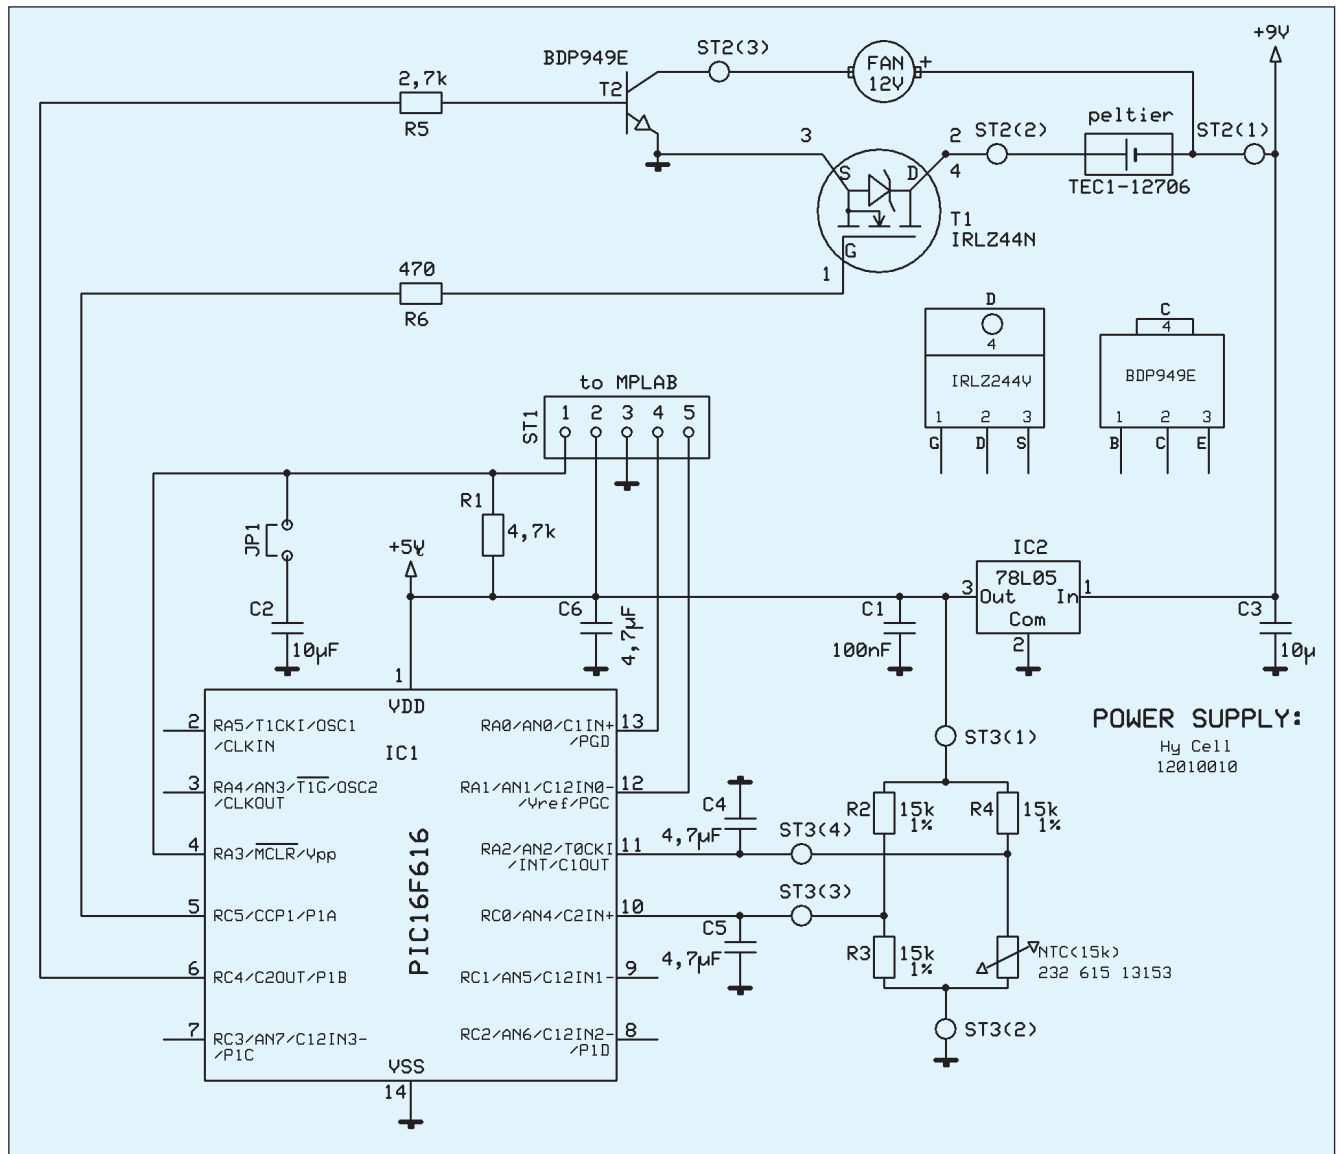 +9V
BDP949E
ST2(3)
FAN
12V
+
2,7k
T2
R5
3
2
ST2(2)
peltier
ST2(1)
S
D
4
TEC1-12706
T1
IRLZ44N
G
1
470
R6
D
4
IRLZ244V
1 2 3
G D S
C
4
BDP949E
1 2 3
B C E
to MPLAB
ST1
1 2 3 4 5
R1
4,7k
JP1
+5V
IC2
78L05
3
Out
In
1
Com
2
C2
10µF
C6
4,7µF
C1
100nF
C3
10µ
1
VDD
2
RA5/T1CKI/OSC1
/CLKIN
IC1
RA0/AN0/C1IN+
/PGD
13
3
RA4/AN3/T1G/OSC2
/CLKOUT
RA1/AN1/C12IN0-
/Vref/PGC
12
4
RA3/MCLR/Vpp
RA2/AN2/T0CKI
/INT/C1OUT
11
5
RC5/CCP1/P1A
PIC16F616
RC0/AN4/C2IN+
10
6
RC4/C2OUT/P1B
RC1/AN5/C12IN1-
9
7
RC3/AN7/C12IN3-
/P1C
RC2/AN6/C12IN2-
/P1D
8
VSS
14
POWER SUPPLY:
Hy Cell
12010010
ST3(1)
C4
4,7µF
ST3(4)
R2
15k
1%
R4
15k
1%
ST3(3)
C5
4,7µF
R3
15k
1%
NTC(15k)
232 615 13153
ST3(2)